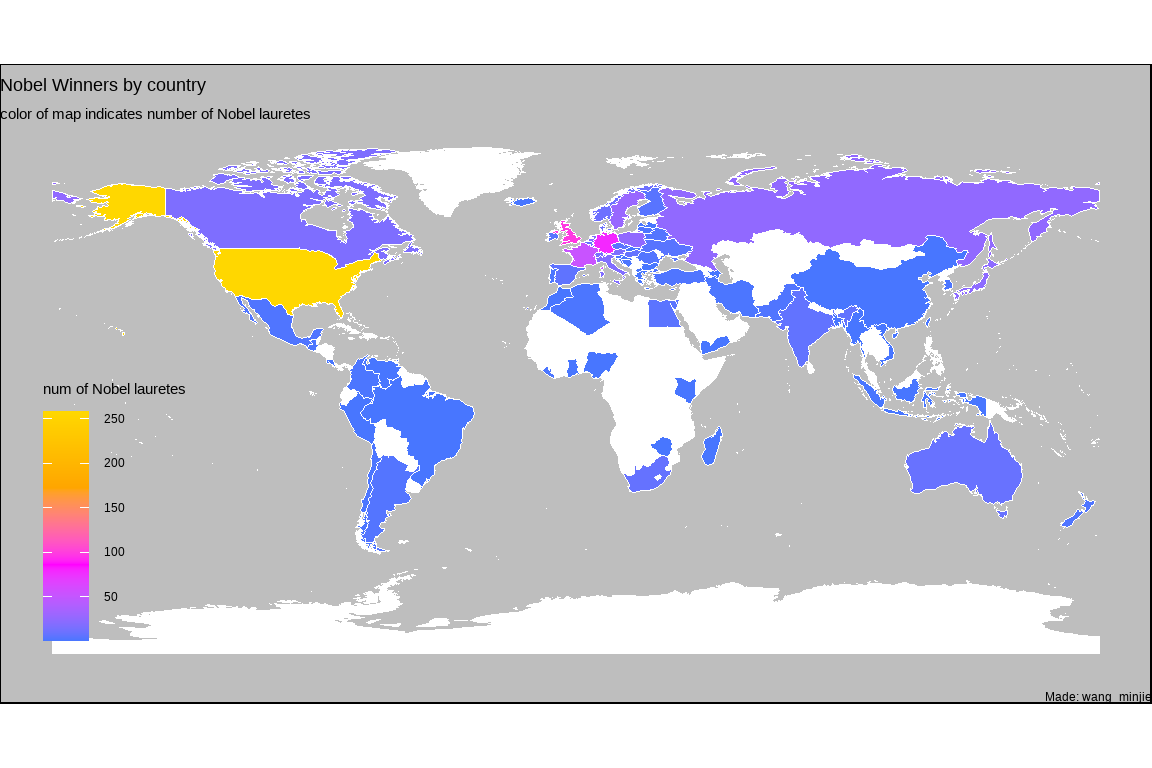 Nobel Winners by country
color of map indicates number of Nobel lauretes
num of Nobel lauretes
250
200
150
100
50
Made: wang_minjie